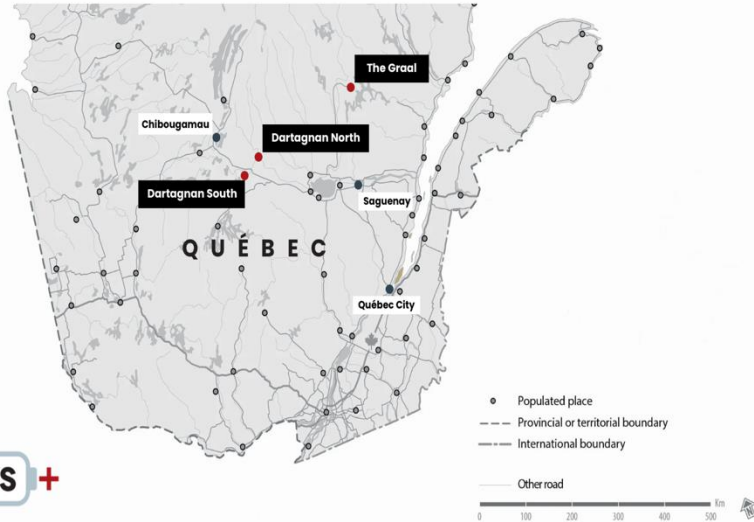 The Graal
Chibougamau
Dartagnan North
Dartagnan South
Saguenay
QUÉBEC
Québec City
Populated place
Provincial or territorial boundary
International boundary
Other road
Km
0 100 200 300 400 500
S +